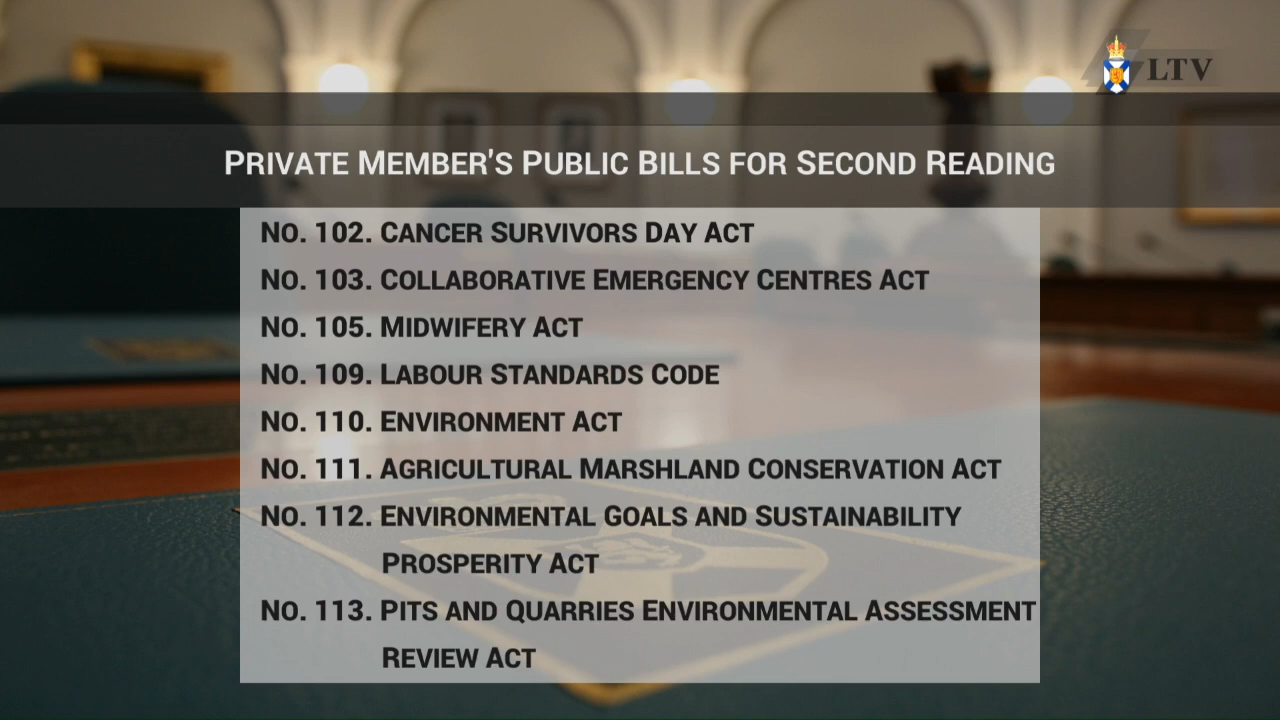 LTV
PRIVATE MEMBER'S PUBLIC BILLS FOR SECOND READING
NO. 102. CANCER SURVIVORS DAY ACT
NO. 103. COLLABORATIVE EMERGENCY CENTRES ACT
NO. 105. MIDWIFERY ACT
NO. 109. LABOUR STANDARDS CODE
NO. 110. ENVIRONMENT ACT
NO. 111. AGRICULTURAL MARSHLAND CONSERVATION ACT
NO. 112. ENVIRONMENTAL GOALS AND SUSTAINABILITY
PROSPERITY ACT
NO. 113. PITS AND QUARRIES ENVIRONMENTAL ASSESSMENT
REVIEW ACT